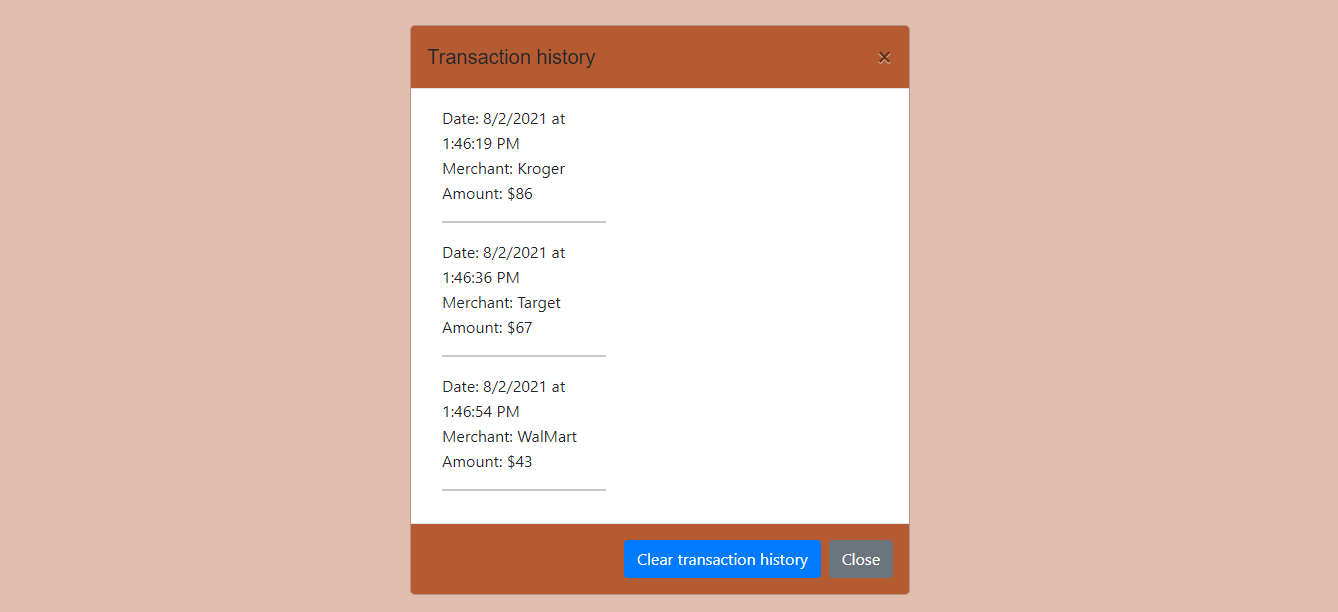 Transaction history
×
Date: 8/2/2021 at
1:46:19 PM
Merchant: Kroger
Amount: $86
Date: 8/2/2021 at
1:46:36 PM
Merchant: Target
Amount: $67
Date: 8/2/2021 at
1:46:54 PM
Merchant: WalMart
Amount: $43
Clear transaction history
Close